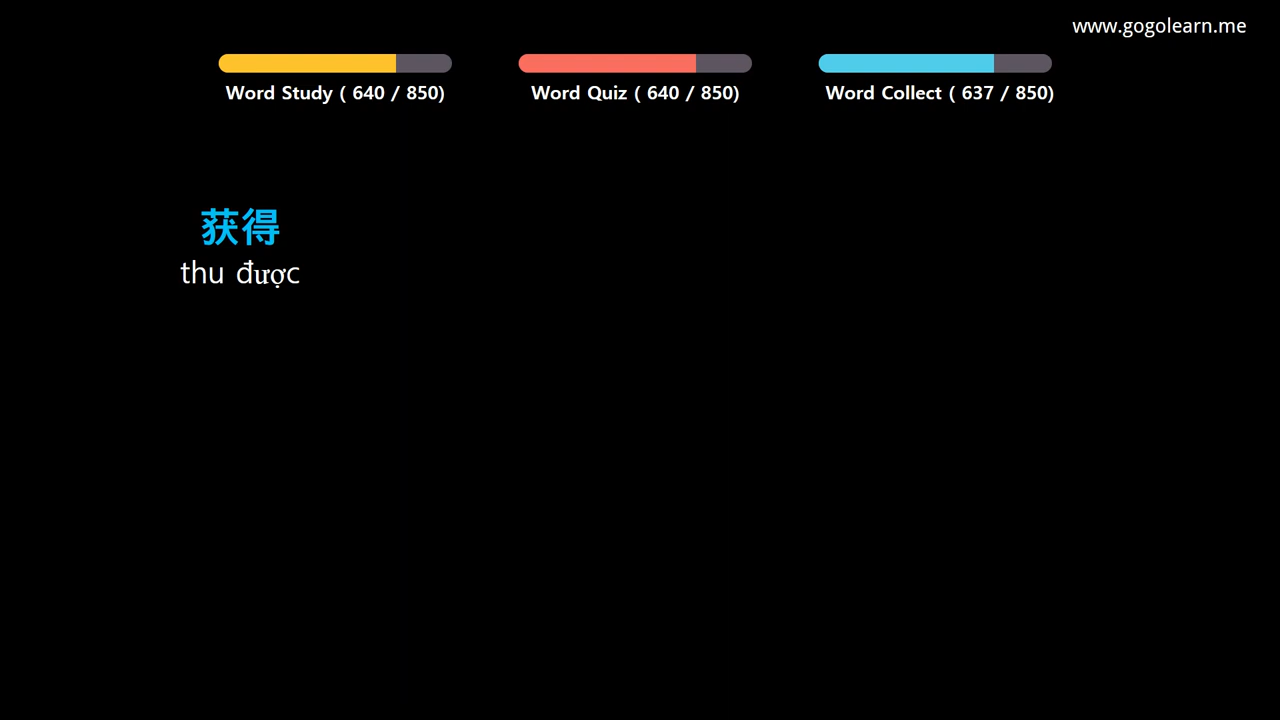 www.gogolearn.me
Word Study ( 640 / 850)
Word Quiz ( 640 / 850)
Word Collect ( 637 / 850)
获得
thu được